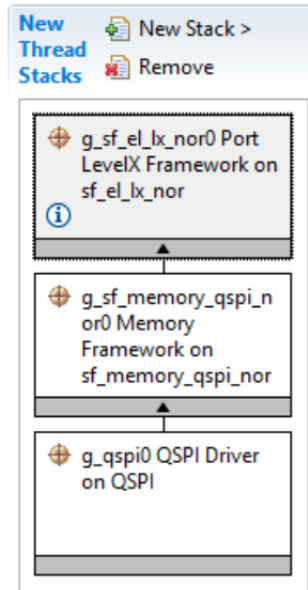 New
Thread
Stacks
New Stack >
Remove
g_sf_el_lx_nor0 Port
LevelX Framework on
sf_el_lx_nor
g_sf_memory_qspi_n
or0 Memory
Framework on
sf_memory_qspi_nor
g_qspi0 QSPI Driver
on QSPI